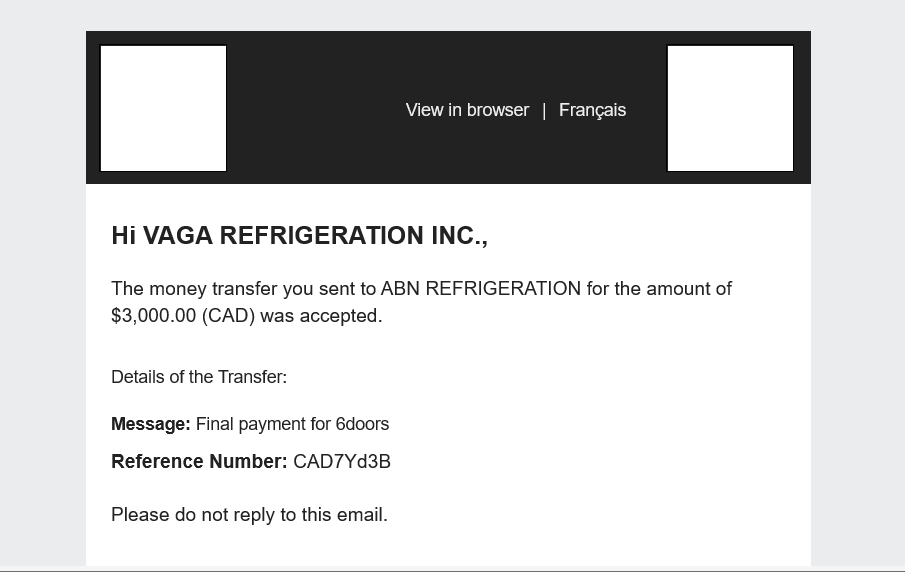 View in browser | Français
Hi VAGA REFRIGERATION INC.,
The money transfer you sent to ABN REFRIGERATION for the amount of
$3,000.00 (CAD) was accepted.
Details of the Transfer:
Message: Final payment for 6doors
Reference Number: CAD7Yd3B
Please do not reply to this email.